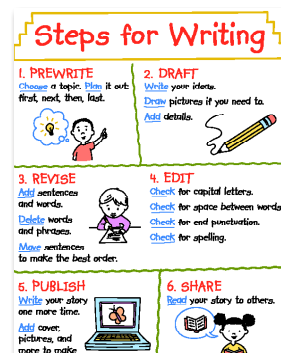 Steps for Writing
1. PREWRITE
Choose a topic. Plan it out:
first, next, then, last.
2. DRAFT
Write your ideas.
Draw pictures if you need to.
Add details.
3. REVISE
Add sentences
and words.
Delete words
and phrases.
Move sentences
to make the best order.
4. EDIT
Check for capital letters.
Check for space between words
Check for end punctuation.
Check for spelling.
5. PUBLISH
Write your story
one more time.
Add cover,
pictures, and
more to make
6. SHARE
Read your story to others.